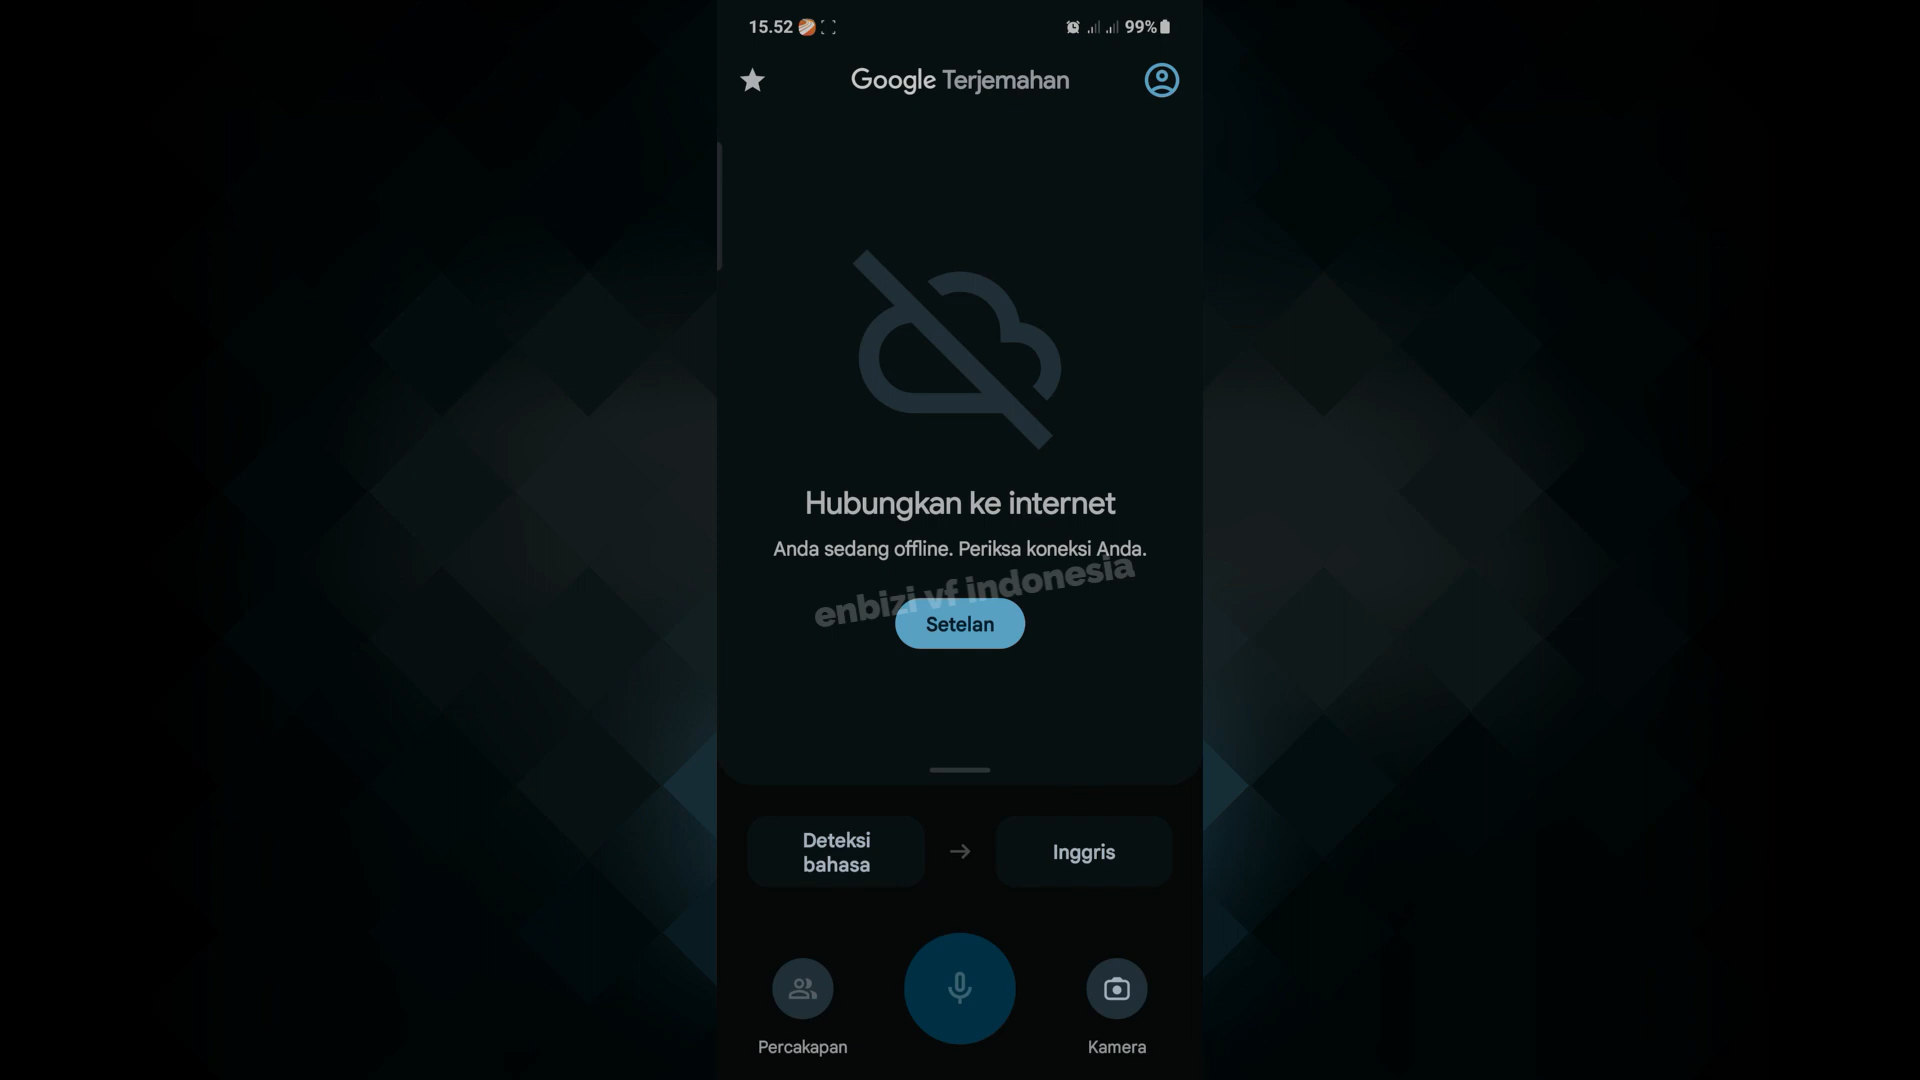 15.52
99%
Google Terjemahan
Hubungkan ke internet
Anda sedang offline. Periksa koneksi Anda.
enbizi vf indonesia
Setelan
Deteksi
bahasa
Inggris
Percakapan
Kamera